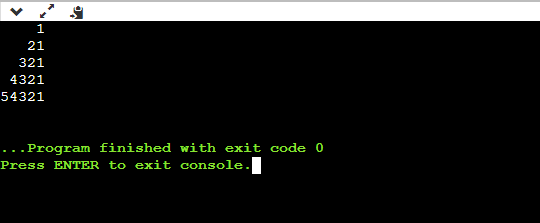 1
   21
  321
 4321
54321
...Program finished with exit code 0
Press ENTER to exit console.